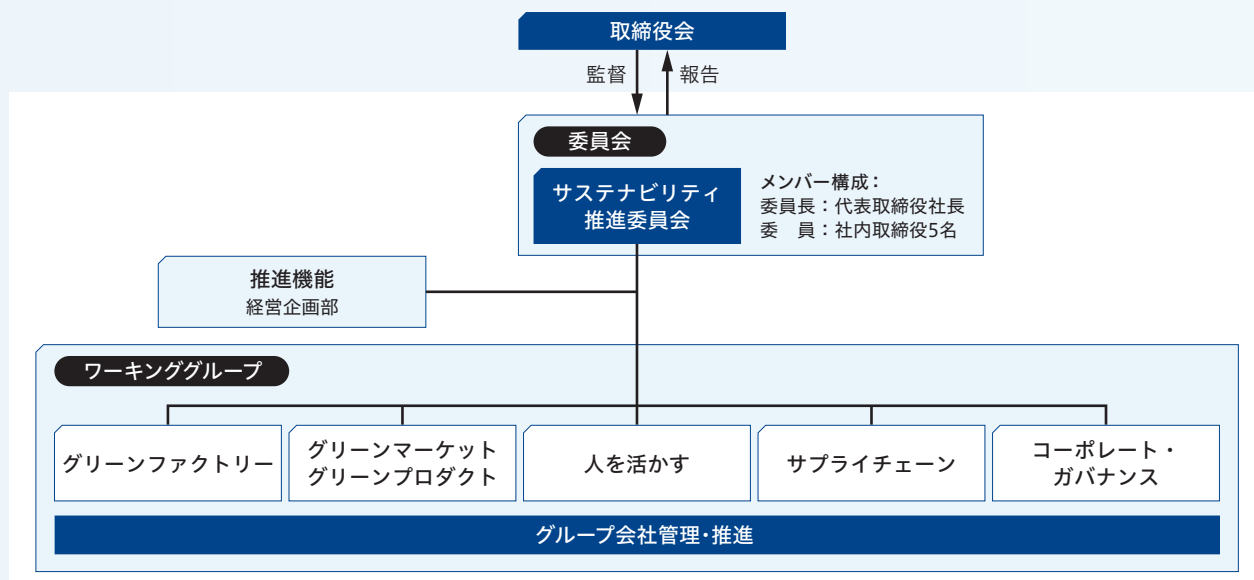 取締役会
監督
報告
委員会
サステナビリティ
推進委員会
メンバー構成：
委員長：代表取締役社長
委　員：社内取締役5名
推進機能
経営企画部
ワーキンググループ
グリーンファクトリー
グリーンマーケット
グリーンプロダクト
人を活かす
サプライチェーン
コーポレート・
ガバナンス
グループ会社管理・推進